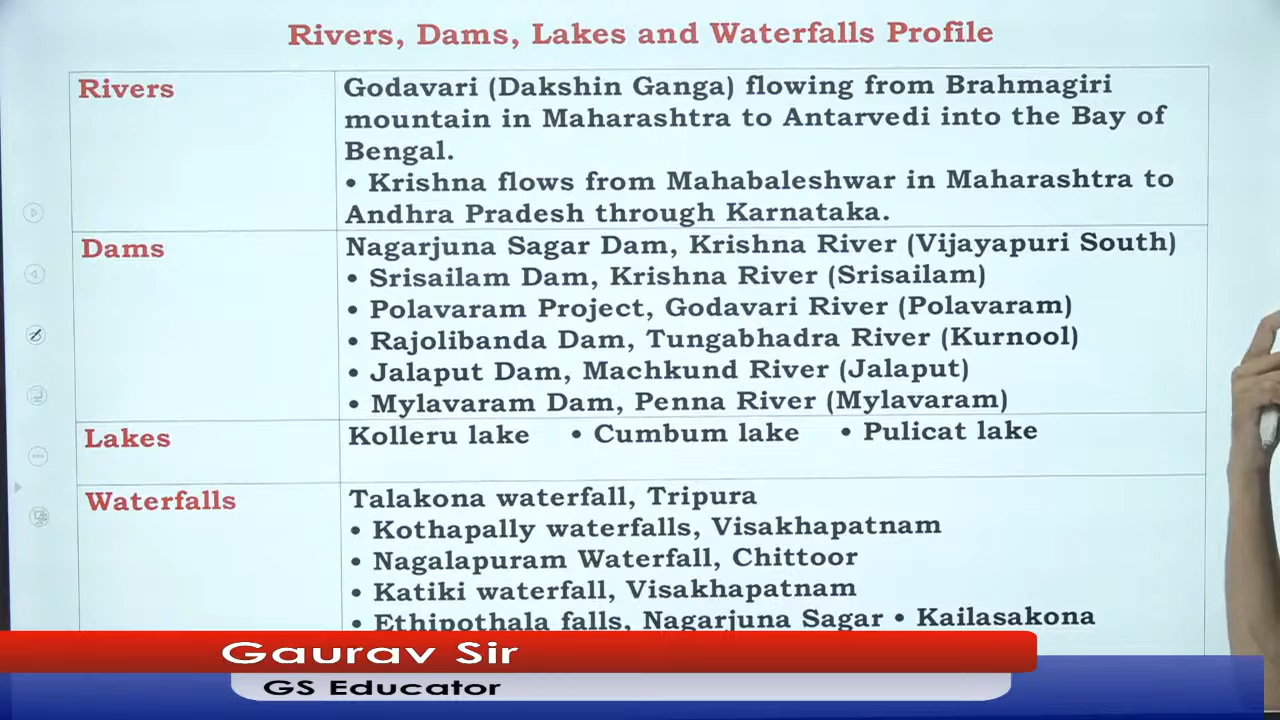 Rivers, Dams, Lakes and Waterfalls Profile
Rivers
Godavari (Dakshin Ganga) flowing from Brahmagiri
mountain in Maharashtra to Antarvedi into the Bay of
Bengal.
• Krishna flows from Mahabaleshwar in Maharashtra to
Andhra Pradesh through Karnataka.
Dams
Nagarjuna Sagar Dam, Krishna River (Vijayapuri South)
• Srisailam Dam, Krishna River (Srisailam)
• Polavaram Project, Godavari River (Polavaram)
• Rajolibanda Dam, Tungabhadra River (Kurnool)
• Jalaput Dam, Machkund River (Jalaput)
• Mylavaram Dam, Penna River (Mylavaram)
Lakes
Kolleru lake • Cumbum lake • Pulicat lake
Waterfalls
Talakona waterfall, Tripura
• Kothapally waterfalls, Visakhapatnam
• Nagalapuram Waterfall, Chittoor
• Katiki waterfall, Visakhapatnam
• Ethipothala falls, Nagarjuna Sagar • Kailasakona
Gaurav Sir
GS Educator